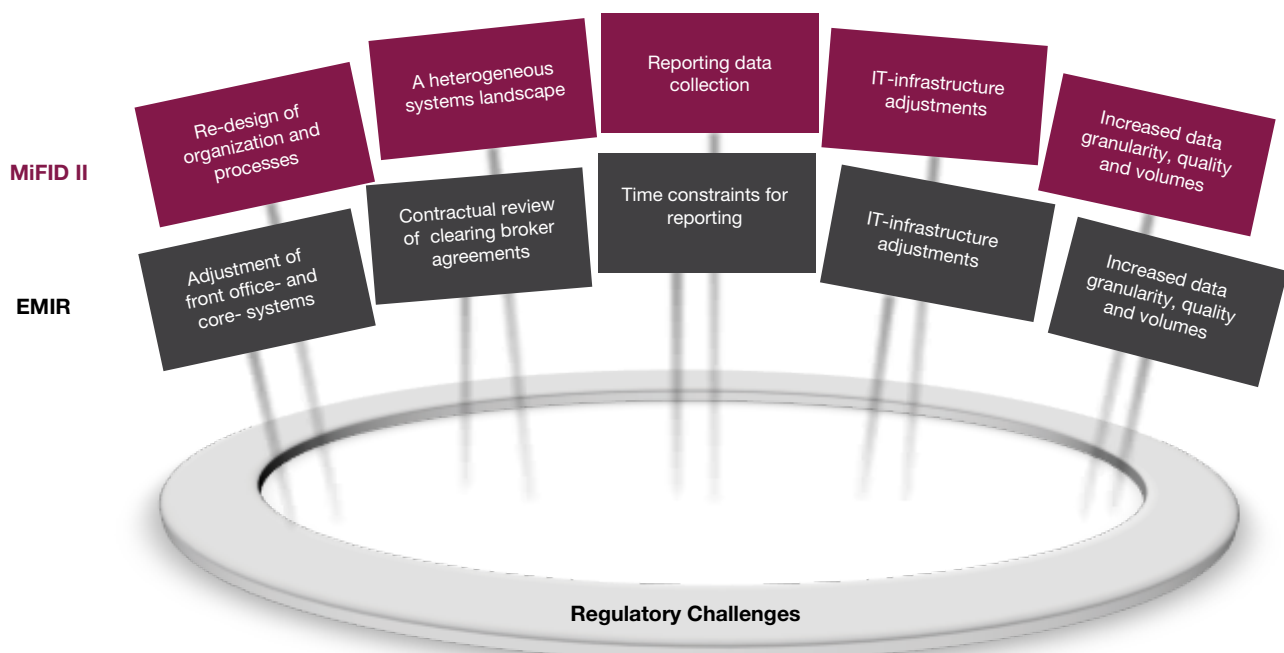 MiFID II
Re-design of
organization and
processes
A heterogeneous
systems landscape
Reporting data
collection
IT-infrastructure
adjustments
Increased data
granularity, quality
and volumes
EMIR
Adjustment of
front office- and
core- systems
Contractual review
of clearing broker
agreements
Time constraints for
reporting
IT-infrastructure
adjustments
Increased data
granularity, quality
and volumes
Regulatory Challenges